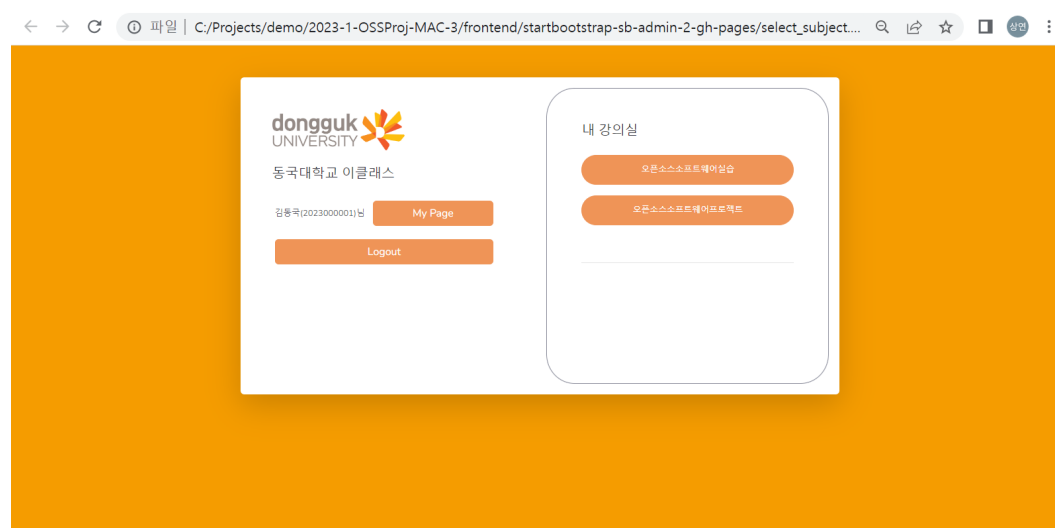 파일 C:/Projects/demo/2023-1-OSSProj-MAC-3/frontend/startbootstrap-sb-admin-2-gh-pages/select_subject....
상연
dongguk
UNIVERSITY
동국대학교 이클래스
김동국(2023000001)님 My Page
Logout
내 강의실
오픈소스소프트웨어실습
오픈소스소프트웨어프로젝트